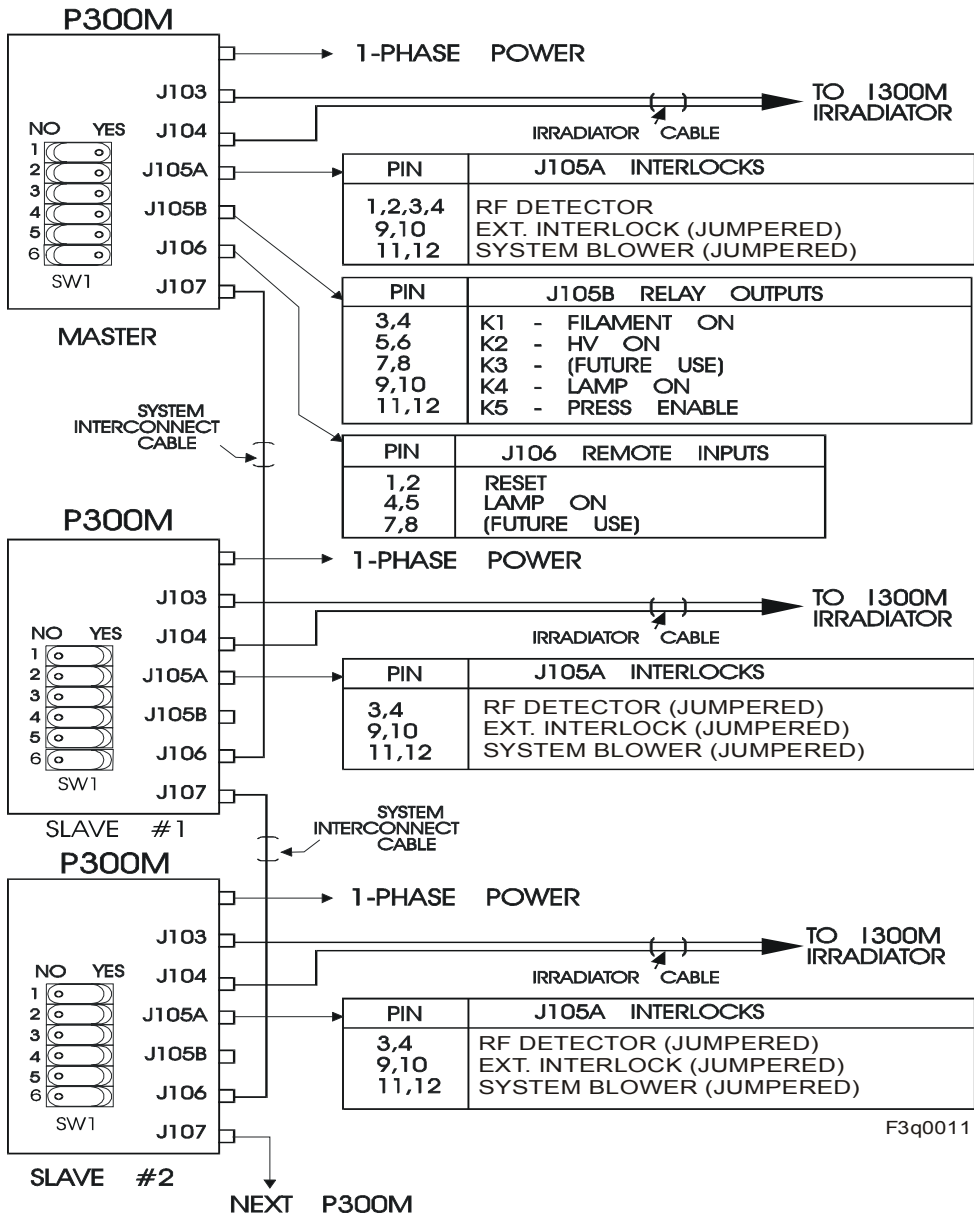 P300M
1-PHASE POWER
J103
TO I300M
IRRADIATOR
NO YES
J104
IRRADIATOR CABLE
1
2
3
4
5
6
SW1
J105A
J105B
J106
J107
MASTER
PIN J105A INTERLOCKS
1,2,3,4 RF DETECTOR
9,10 EXT. INTERLOCK (JUMPERED)
11,12 SYSTEM BLOWER (JUMPERED)
PIN J105B RELAY OUTPUTS
3,4 K1 - FILAMENT ON
5,6 K2 - HV ON
7,8 K3 - (FUTURE USE)
9,10 K4 - LAMP ON
11,12 K5 - PRESS ENABLE
SYSTEM
INTERCONNECT
CABLE
PIN J106 REMOTE INPUTS
1,2 RESET
4,5 LAMP ON
7,8 (FUTURE USE)
P300M
1-PHASE POWER
J103
TO I300M
IRRADIATOR
NO YES
J104
IRRADIATOR CABLE
1
2
3
4
5
6
SW1
J105A
J105B
J106
J107
SLAVE #1
PIN J105A INTERLOCKS
3,4 RF DETECTOR (JUMPERED)
9,10 EXT. INTERLOCK (JUMPERED)
11,12 SYSTEM BLOWER (JUMPERED)
SYSTEM
INTERCONNECT
CABLE
P300M
1-PHASE POWER
J103
TO I300M
IRRADIATOR
NO YES
J104
IRRADIATOR CABLE
1
2
3
4
5
6
SW1
J105A
J105B
J106
J107
SLAVE #2
PIN J105A INTERLOCKS
3,4 RF DETECTOR (JUMPERED)
9,10 EXT. INTERLOCK (JUMPERED)
11,12 SYSTEM BLOWER (JUMPERED)
F3q0011
NEXT P300M